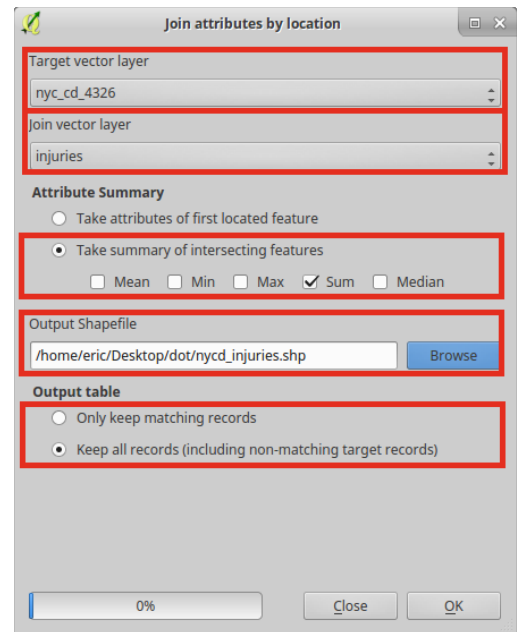 Join attributes by location
Target vector layer
nyc_cd_4326
Join vector layer
injuries
Attribute Summary
Take attributes of first located feature
Take summary of intersecting features
Mean Min Max Sum Median
Output Shapefile
/home/eric/Desktop/dot/nycd_injuries.shp Browse
Output table
Only keep matching records
Keep all records (including non-matching target records)
0% Close OK